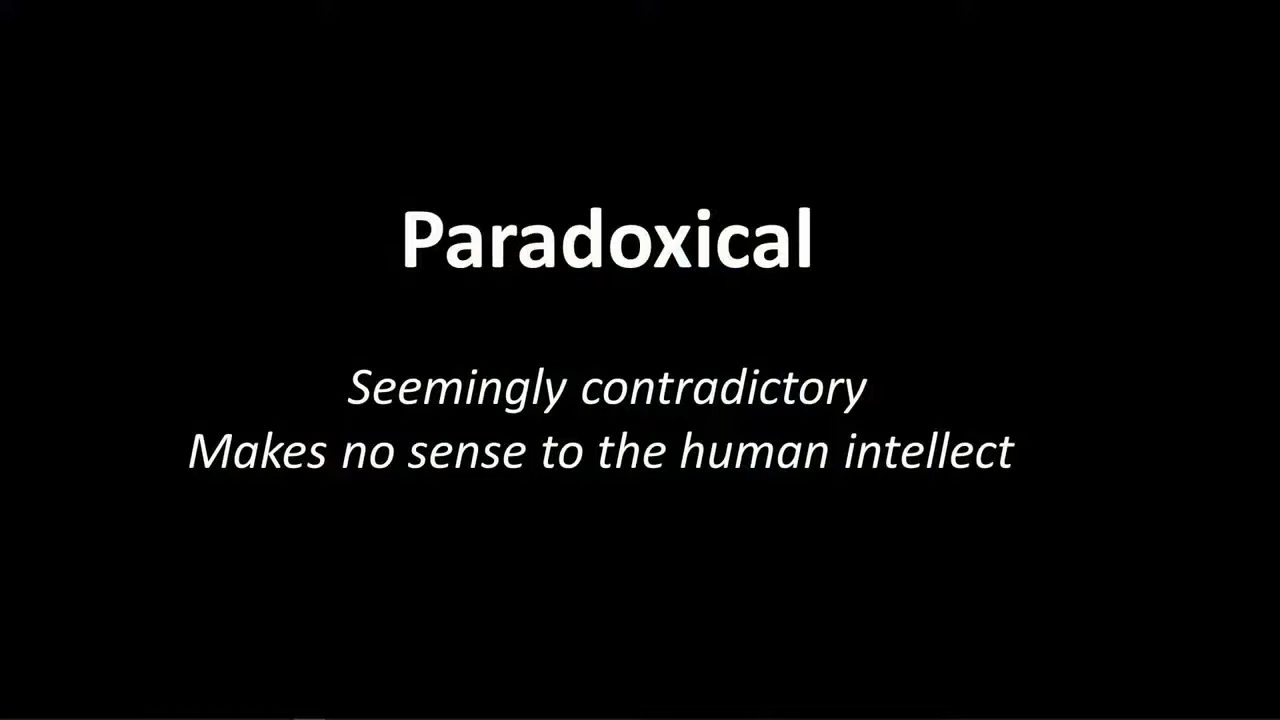 Paradoxical
Seemingly contradictory
Makes no sense to the human intellect